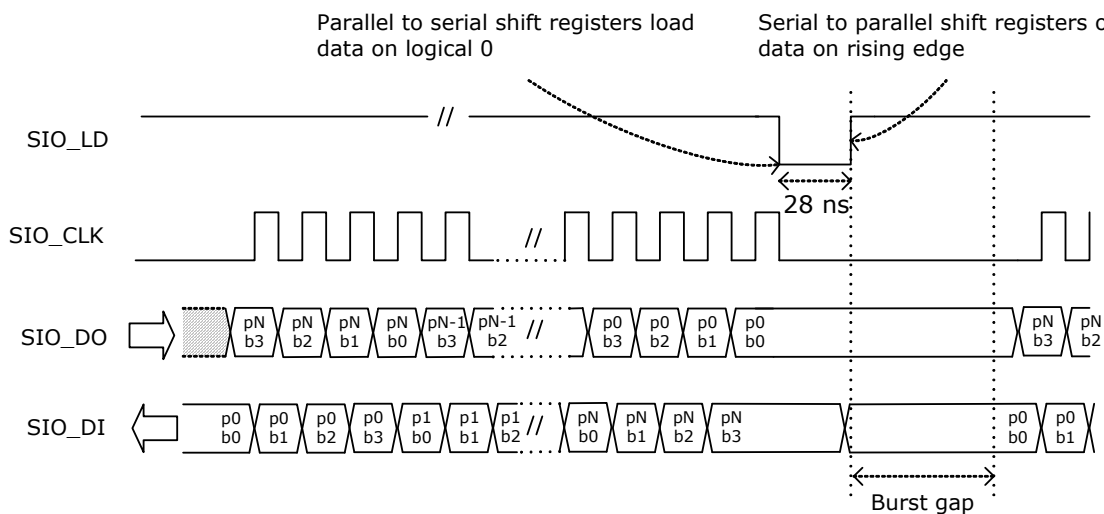 Parallel to serial shift registers load
data on logical 0
Serial to parallel shift registers
data on rising edge
//
SIO_LD
28 ns
SIO_CLK
//
SIO_DO
pN pN pN pN pN-1 pN-1 // p0 p0 p0 p0 pN pN
b3 b2 b1 b0 b3 b2 b3 b2 b1 b0 b3 b2
SIO_DI
p0 p0 p0 p0 p1 p1 p1 // pN pN pN pN p0 p0
b0 b1 b2 b3 b0 b1 b2 b0 b1 b2 b3 b0 b1
Burst gap